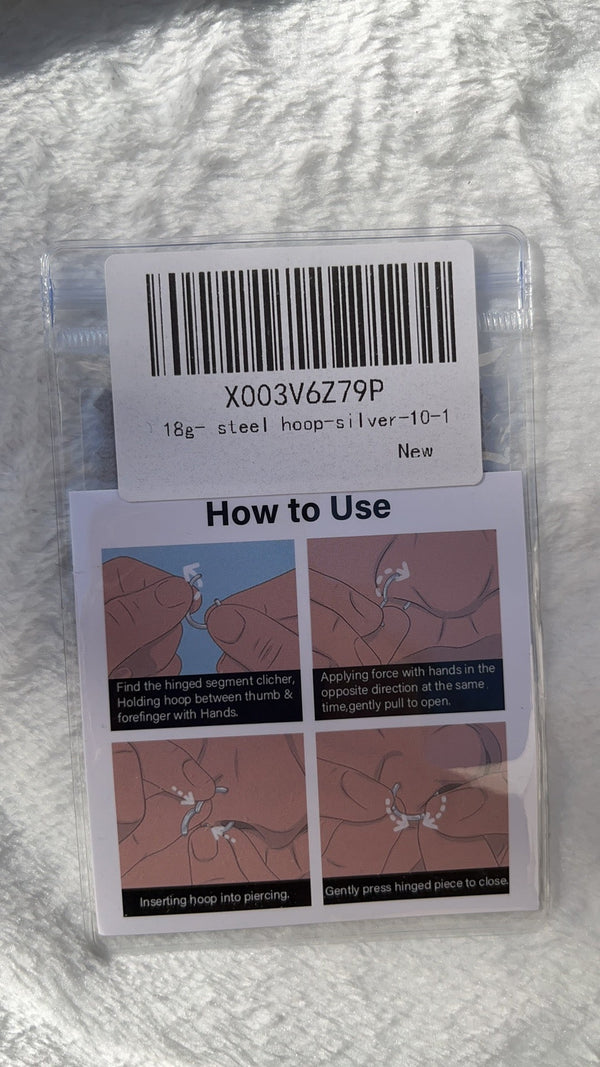 X003V6Z79P
18g- steel hoop-silver-10-1
New
How to Use
Find the hinged segment clicher,
Holding hoop between thumb &
forefinger with Hands.
Applying force with hands in the
opposite direction at the same
time,gently pull to open.
Inserting hoop into piercing.
Gently press hinged piece to close.